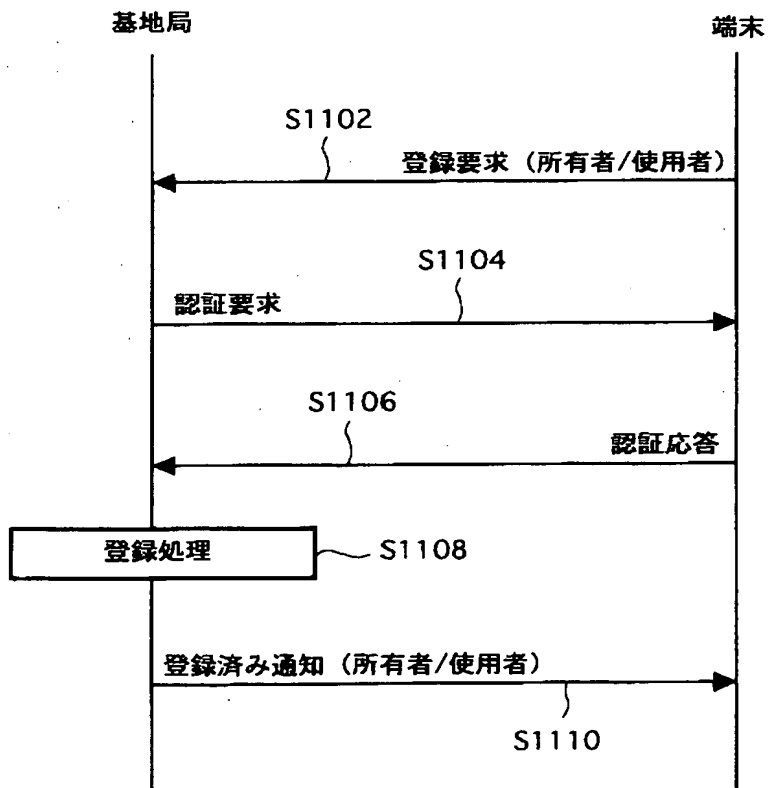 基地局
端末
S1102
登録要求（所有者/使用者）
S1104
認証要求
S1106
認証応答
登録処理
S1108
登録済み通知（所有者/使用者）
S1110